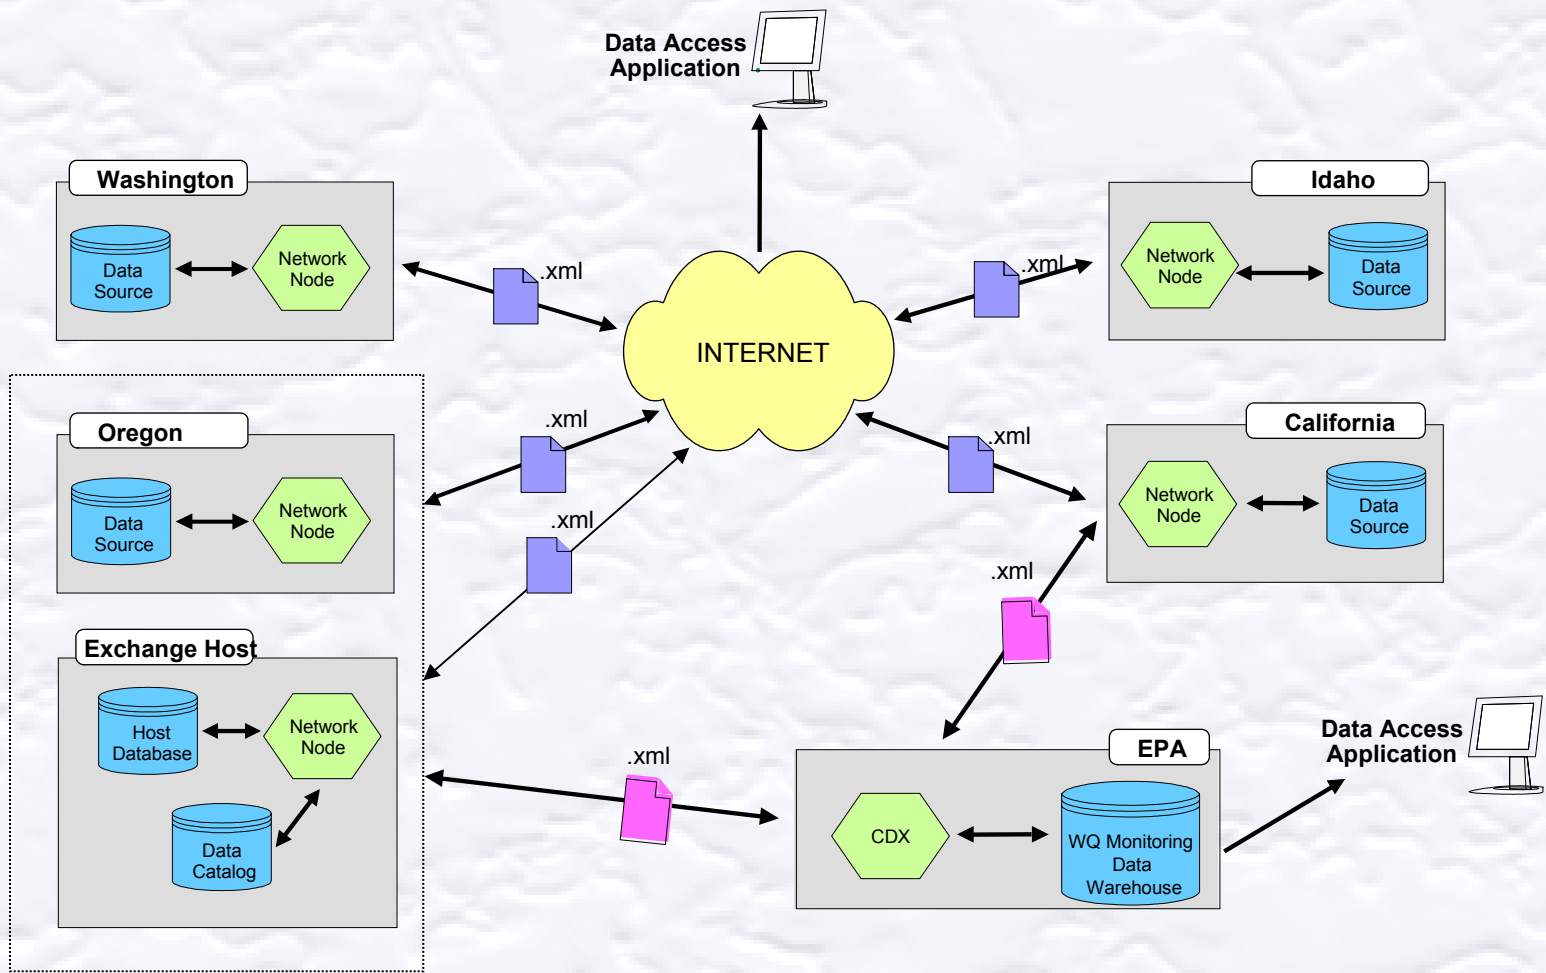 Data Access
Application
Washington
Data
Source
Network
Node
.xml
Idaho
Network
Node
Data
Source
.xml
INTERNET
Oregon
Data
Source
Network
Node
.xml
.xml
California
Network
Node
Data
Source
.xml
.xml
Exchange Host
Host
Database
Network
Node
Data
Catalog
.xml
EPA
CDX
WQ Monitoring
Data
Warehouse
Data Access
Application